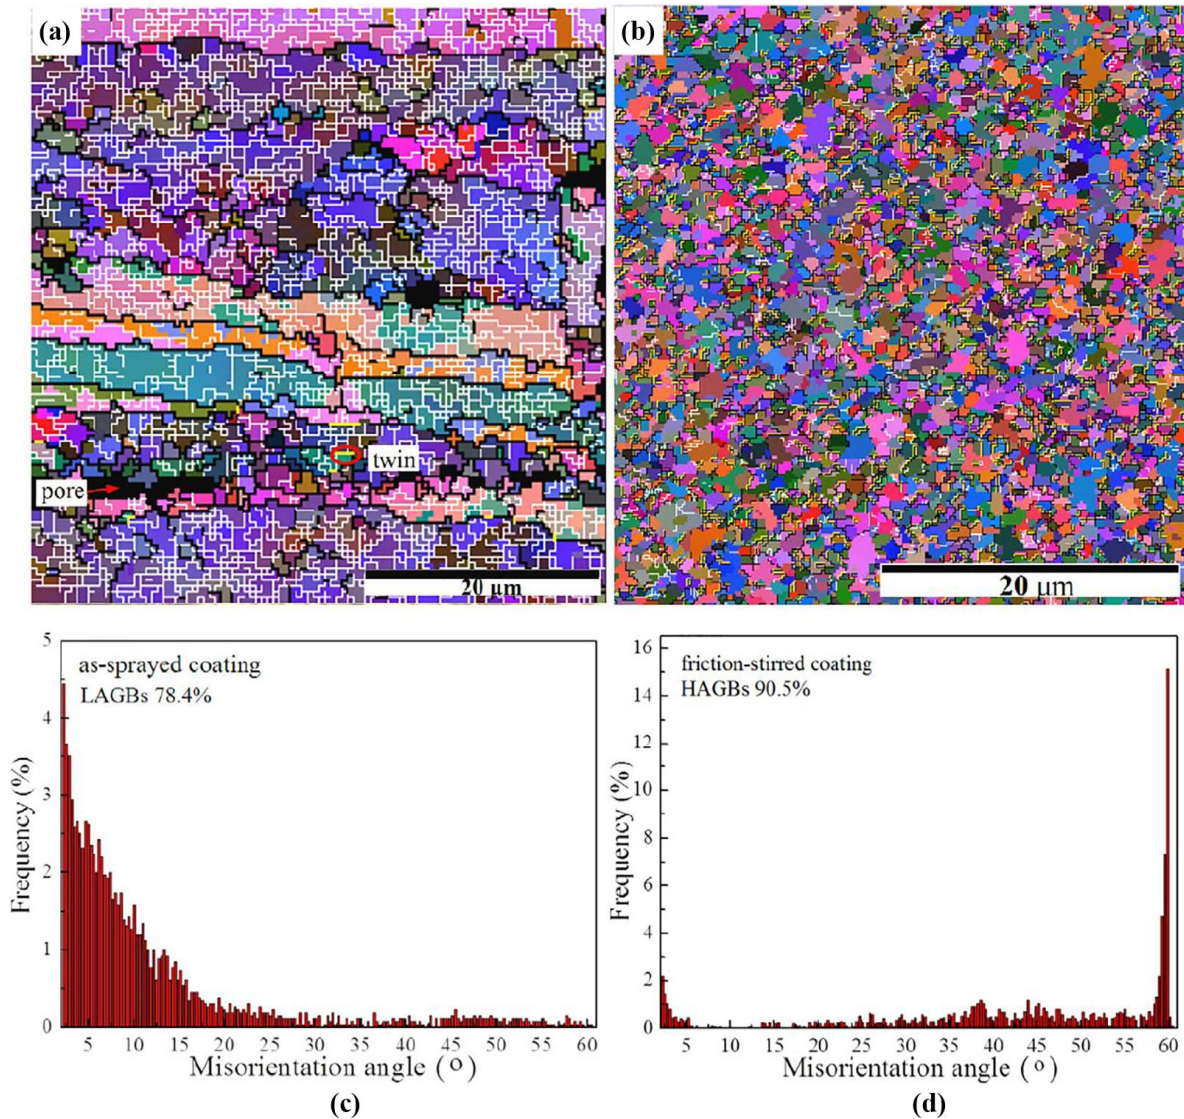 (a)
(b)
twin
pore
20 µm
20 µm
5
4
3
2
1
0
as-sprayed coating
LAGBs 78.4%
Frequency (%)
5 10 15 20 25 30 35 40 45 50 55 60
Misorientation angle (o)
(c)
16
14
12
10
8
6
4
2
0
friction-stirred coating
HAGBs 90.5%
Frequency (%)
5 10 15 20 25 30 35 40 45 50 55 60
Misorientation angle (o)
(d)